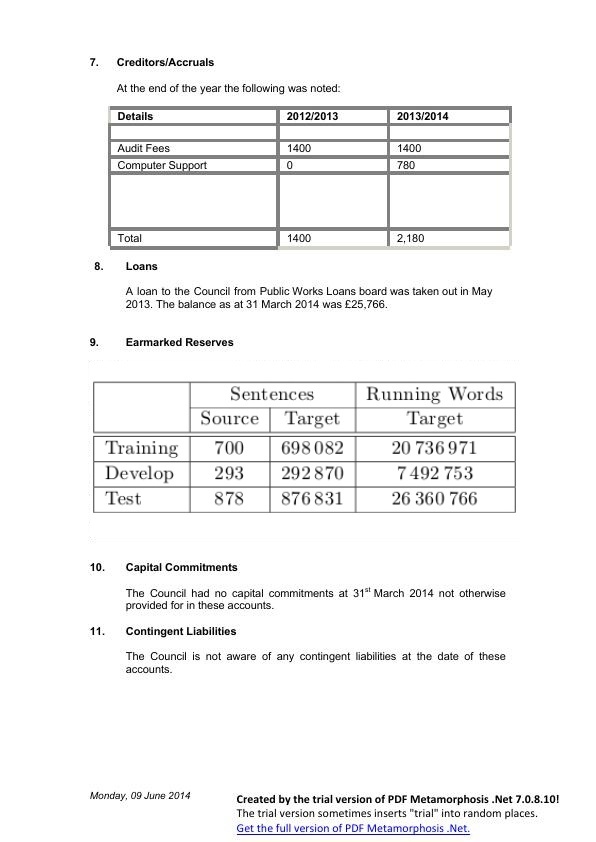 7. Creditors/Accruals
At the end of the year the following was noted:
Details 2012/2013 2013/2014
Audit Fees 1400 1400
Computer Support 0 780
Total 1400 2,180
8. Loans
A loan to the Council from Public Works Loans board was taken out in May
2013. The balance as at 31 March 2014 was £25,766.
9. Earmarked Reserves
Sentences Running Words
Source Target Target
Training 700 698 082 20 736 971
Develop 293 292 870 7 492 753
Test 878 876 831 26 360 766
10. Capital Commitments
The Council had no capital commitments at 31st March 2014 not otherwise
provided for in these accounts.
11. Contingent Liabilities
The Council is not aware of any contingent liabilities at the date of these
accounts.
Monday, 09 June 2014
Created by the trial version of PDF Metamorphosis .Net 7.0.8.10!
The trial version sometimes inserts "trial" into random places.
Get the full version of PDF Metamorphosis .Net.